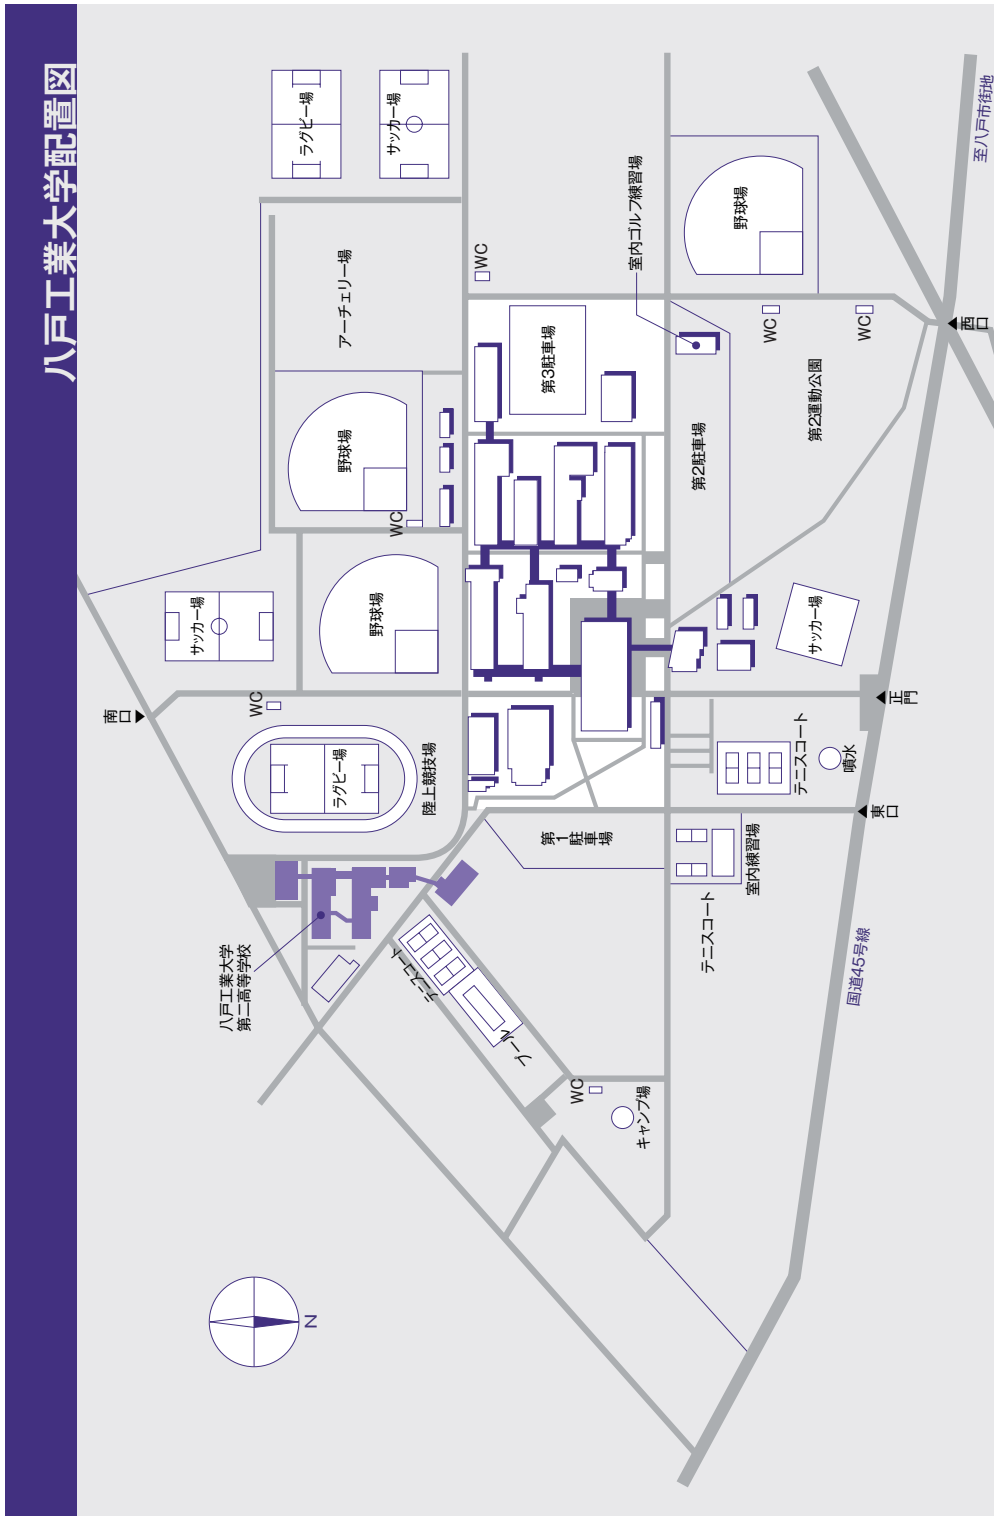 八戸工業大学配置図
ラグビー場
サッカー場
アーチェリー場
WC
室内ゴルフ練習場
野球場
至八戸市街地
西口
WC
WC
第2運動公園
第3駐車場
第2駐車場
野球場
WC
野球場
サッカー場
南口
WC
ラグビー場
陸上競技場
サッカー場
正門
テニスコート
噴水
東口
第1
駐車場
室内練習場
テニスコート
国道45号線
八戸工業大学
第二高等学校
テニスコート
プール
WC
キャンプ場
N